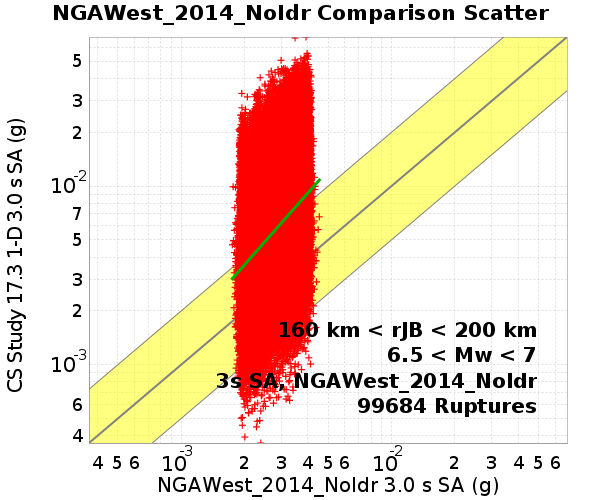 NGAWest_2014_NoIdr Comparison Scatter
CS Study 17.3 1-D 3.0 s SA (g)
5
3
2
10-2
7
5
3
2
10-3
6
4
160 km < rJB < 200 km
6.5 < Mw < 7
3s SA, NGAWest_2014_NoIdr
99684 Ruptures
4 5 6 10-3 2 3 4 5 6 10-2 2 3 4 5 6
NGAWest_2014_NoIdr 3.0 s SA (g)